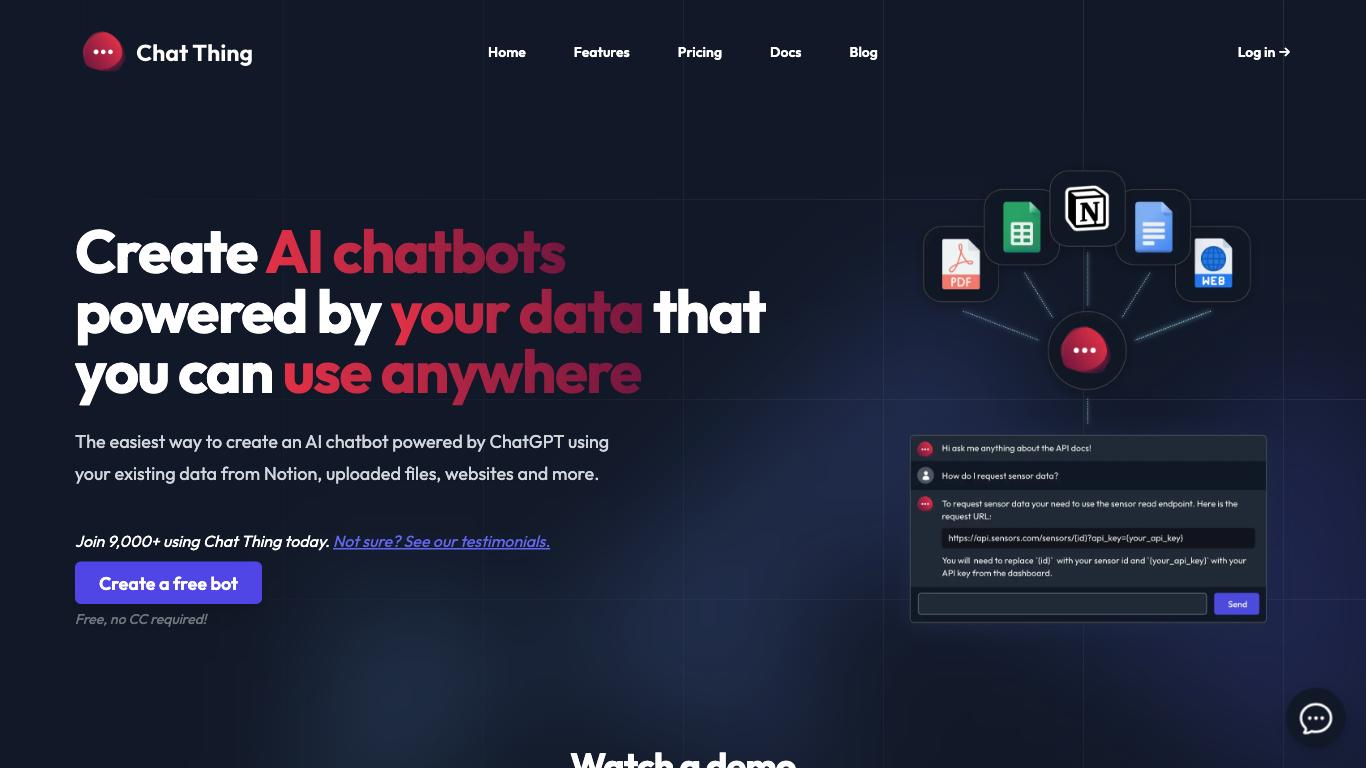 Chat Thing
Home
Features
Pricing
Docs
Blog
Log in →
Create AI chatbots
powered by your data that
you can use anywhere
The easiest way to create an AI chatbot powered by ChatGPT using
your existing data from Notion, uploaded files, websites and more.
Join 9,000+ using Chat Thing today. Not sure? See our testimonials.
Create a free bot
Free, no CC required!
PDF
N
WEB
Hi ask me anything about the API docs!
How do I request sensor data?
To request sensor data your need to use the sensor read endpoint. Here is the
request URL:
https://api.sensors.com/sensors/{id}?api_key={your_api_key}
You will need to replace `{id}` with your sensor id and `{your_api_key}` with your
API key from the dashboard.
Send
Watch a demo